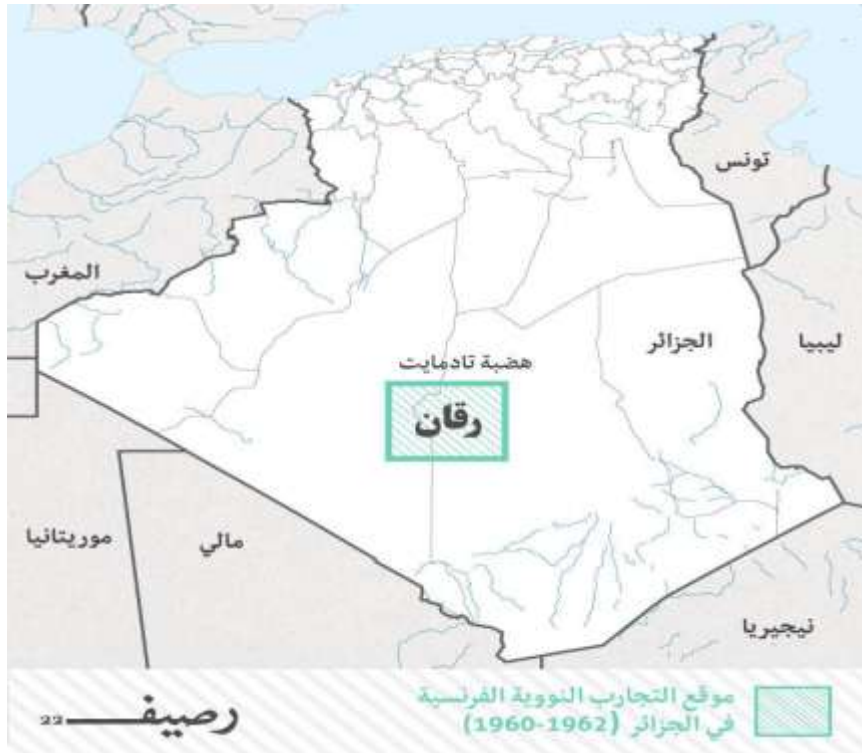 تونس
المغرب
الجزائر
ليبيا
هضبة تادمايت
رقان
موريتانيا
مالي
نيجيريا
موقع التجارب النووية الفرنسية
في الجزائر (1960-1962)
رصيف 22